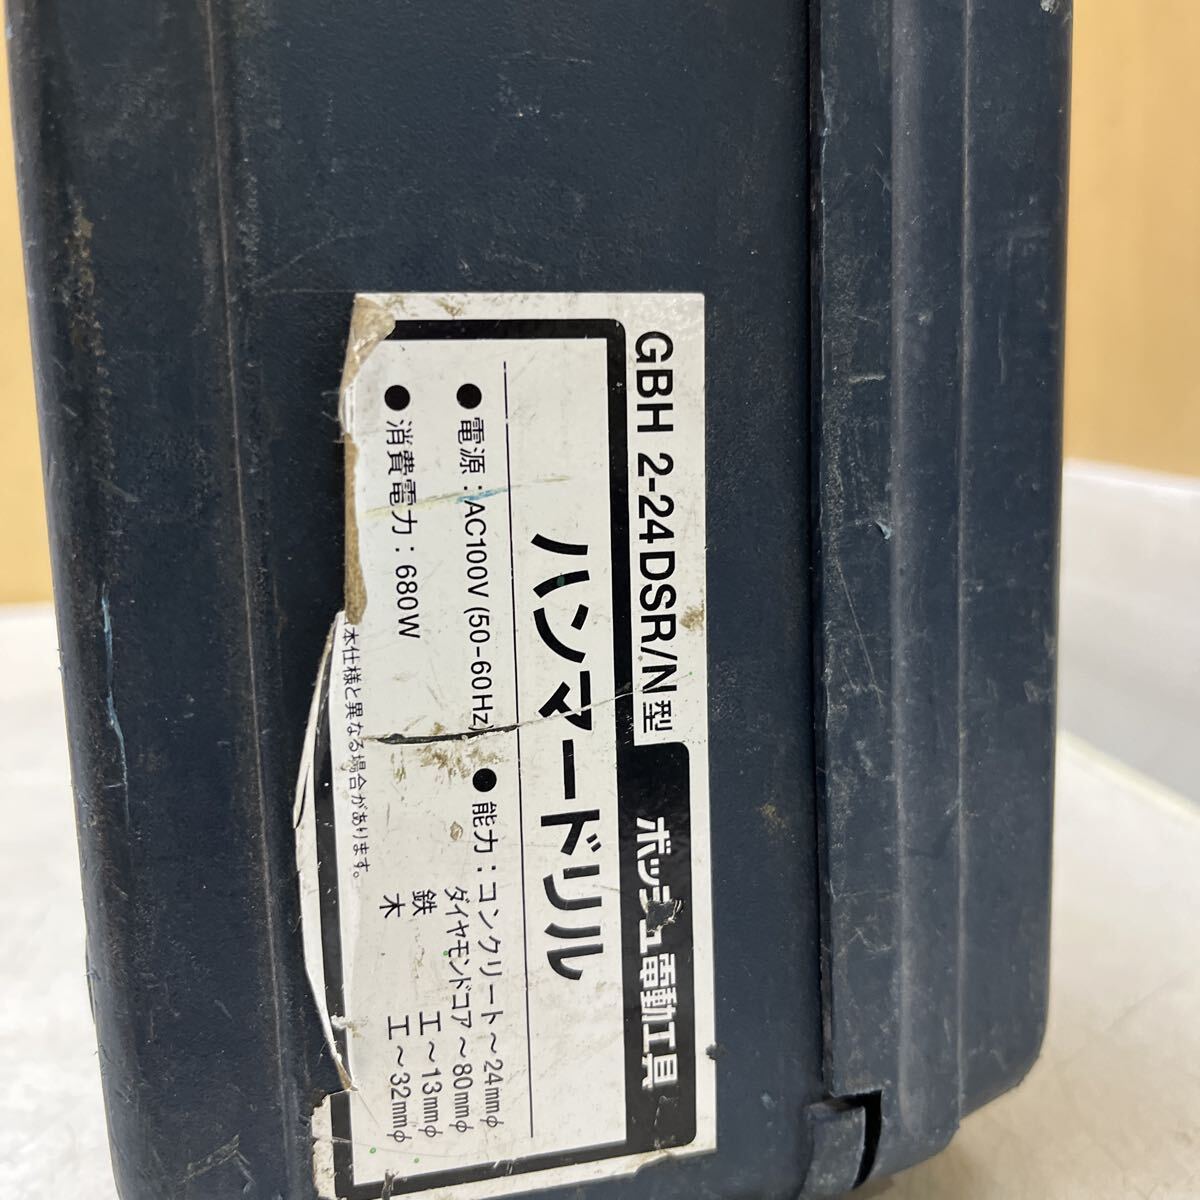 GBH 2-24DSR/N型 ボッシュ電動工具
ハンマードリル
●電源：AC100V (50-60Hz)
●消費電力：680W
●能力：コンクリート～24mmφ
ダイヤモンドコア～80mmφ
鉄 工～13mmφ
木 工～32mmφ
本仕様と異なる場合があります。